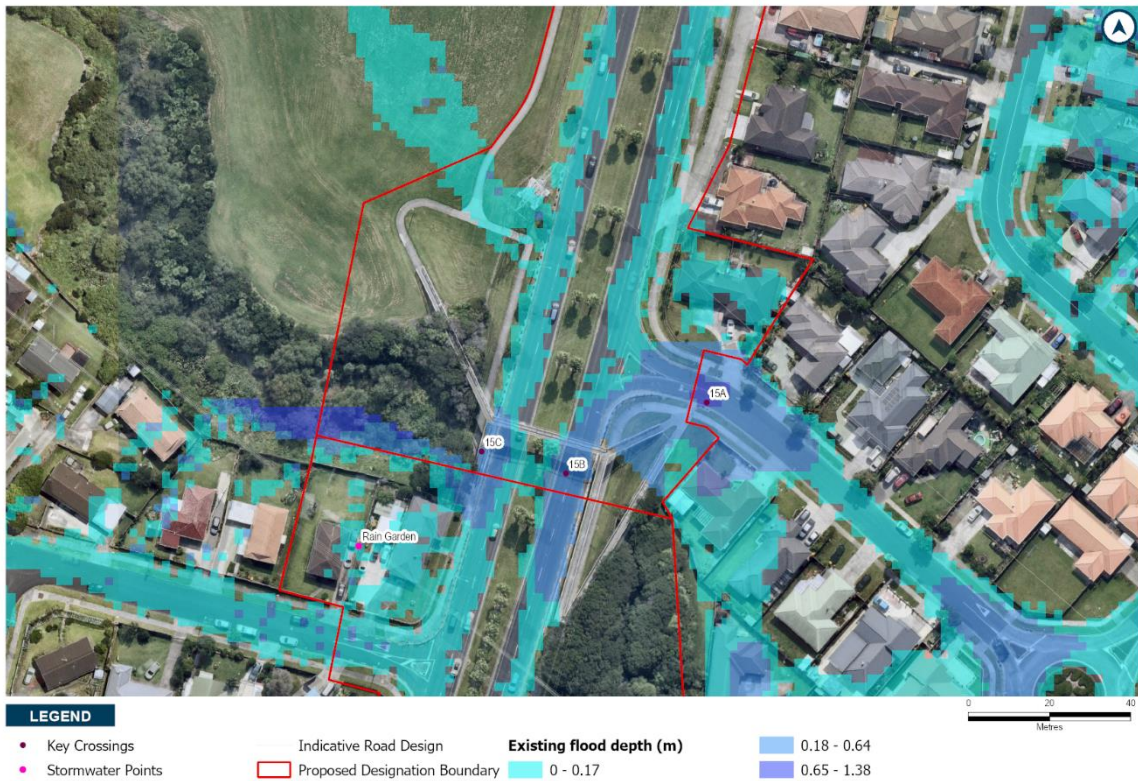 15A
15C
15B
Rain Garden
LEGEND
Key Crossings
Stormwater Points
Indicative Road Design
Proposed Designation Boundary
Existing flood depth (m)
0 - 0.17
0.18 - 0.64
0.65 - 1.38
0 20 40
Metres